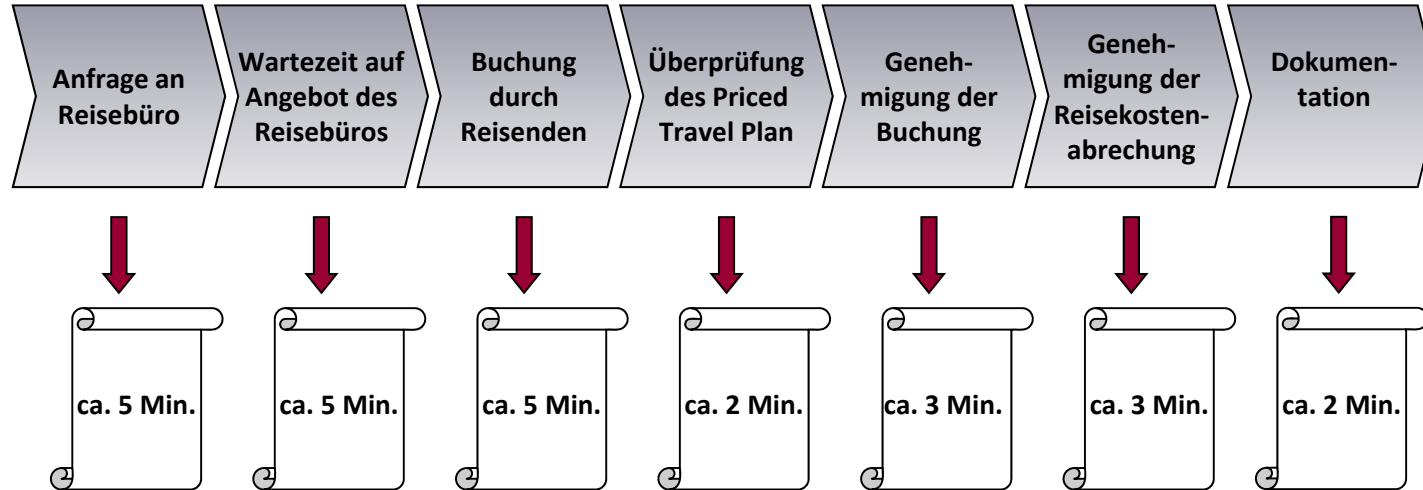 Anfrage an
Reisebüro
Wartezeit auf
Angebot des
Reisebüros
Buchung
durch
Reisenden
Überprüfung
des Priced
Travel Plan
Geneh-
migung der
Buchung
Geneh-
migung der
Reisekosten-
abrechung
Dokumen-
tation
ca. 5 Min.
ca. 5 Min.
ca. 5 Min.
ca. 2 Min.
ca. 3 Min.
ca. 3 Min.
ca. 2 Min.